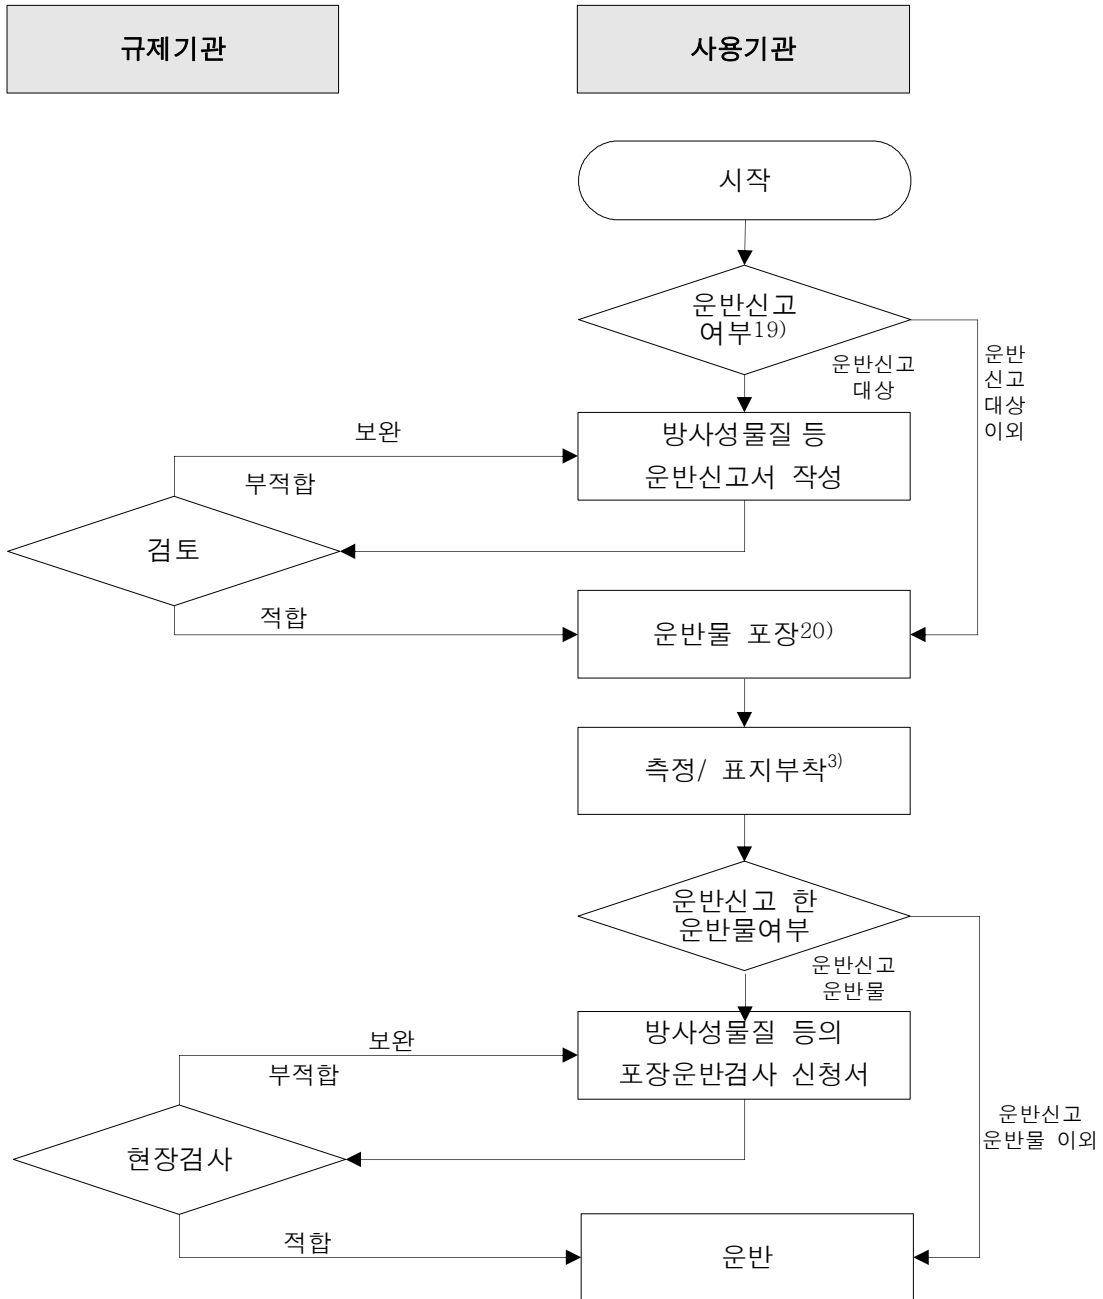 규제기관
사용기관
시작
운반신고
여부19)
운반신고
대상
운반
신고
대상
이외
보완
방사성물질 등
운반신고서 작성
부적합
검토
적합
운반물 포장20)
측정/ 표지부착3)
운반신고 한
운반물여부
운반신고
운반물
보완
방사성물질 등의
포장운반검사 신청서
부적합
운반신고
운반물 이외
현장검사
적합
운반